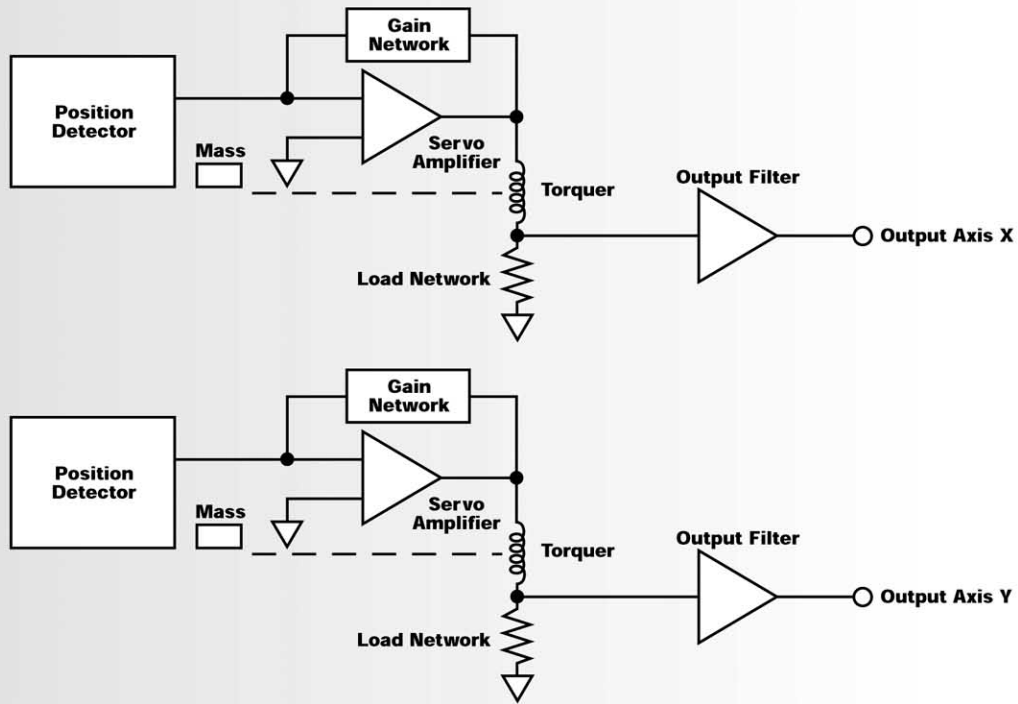 Gain
Network
Position
Detector
Mass
Servo
Amplifier
Torquer
Output Filter
Output Axis X
Load Network
Gain
Network
Position
Detector
Mass
Servo
Amplifier
Torquer
Output Filter
Output Axis Y
Load Network